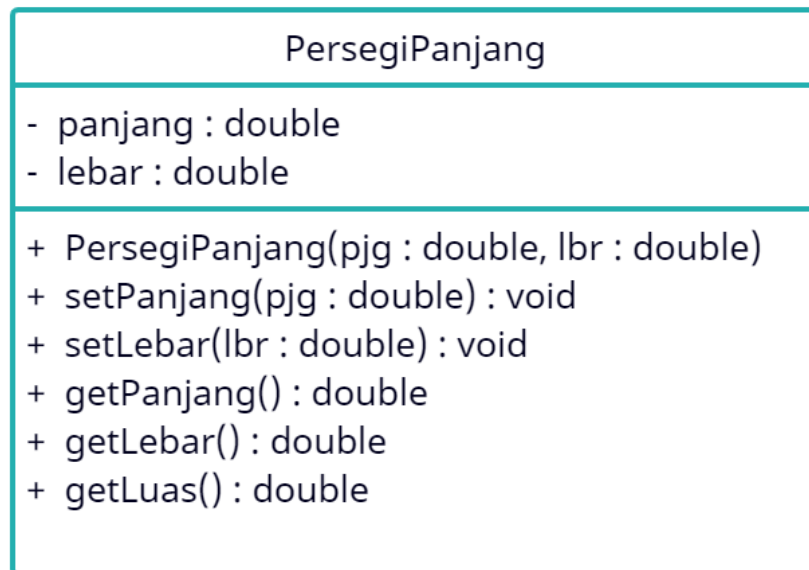 PersegiPanjang
- panjang : double
- lebar : double
+ PersegiPanjang(pjg : double, lbr : double)
+ setPanjang(pjg : double) : void
+ setLebar(lbr : double) : void
+ getPanjang() : double
+ getLebar() : double
+ getLuas() : double